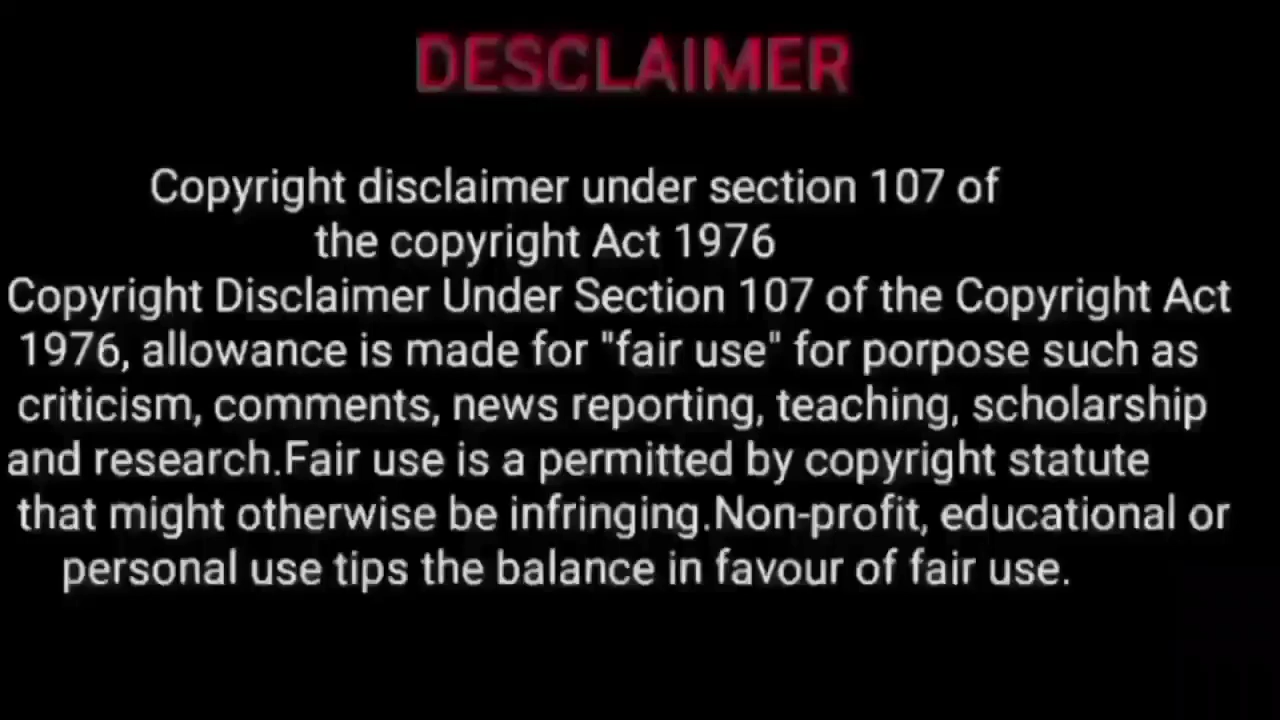 DESCLAIMER
Copyright disclaimer under section 107 of
the copyright Act 1976
Copyright Disclaimer Under Section 107 of the Copyright Act
1976, allowance is made for "fair use" for porpose such as
criticism, comments, news reporting, teaching, scholarship
and research.Fair use is a permitted by copyright statute
that might otherwise be infringing.Non-profit, educational or
personal use tips the balance in favour of fair use.